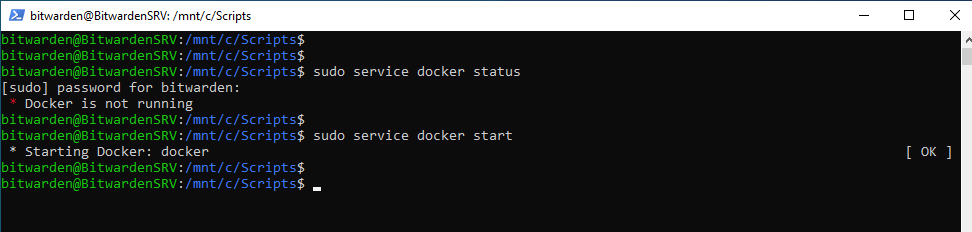 bitwarden@BitwardenSRV: /mnt/c/Scripts
bitwarden@BitwardenSRV:/mnt/c/Scripts$
bitwarden@BitwardenSRV:/mnt/c/Scripts$
bitwarden@BitwardenSRV:/mnt/c/Scripts$ sudo service docker status
[sudo] password for bitwarden:
 * Docker is not running
bitwarden@BitwardenSRV:/mnt/c/Scripts$
bitwarden@BitwardenSRV:/mnt/c/Scripts$ sudo service docker start
 * Starting Docker: docker [ OK ]
bitwarden@BitwardenSRV:/mnt/c/Scripts$
bitwarden@BitwardenSRV:/mnt/c/Scripts$